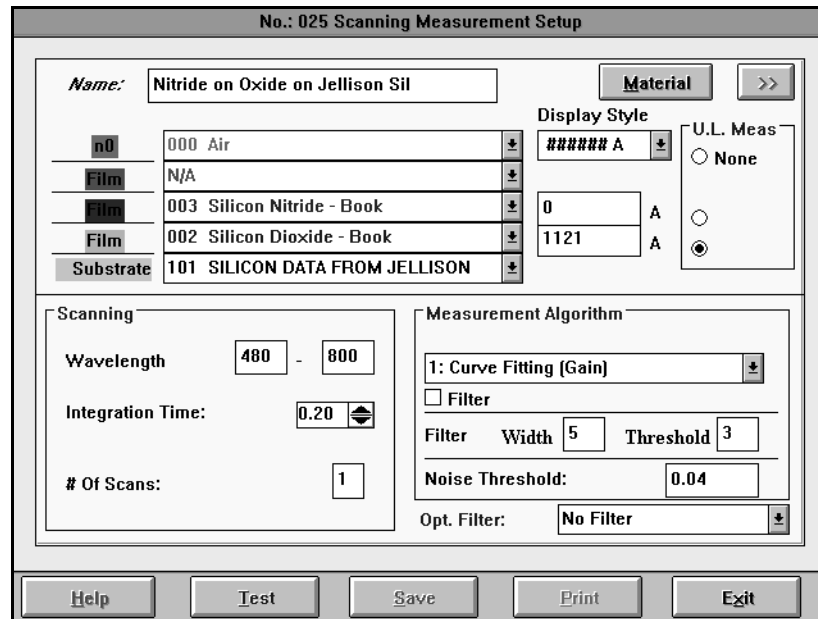 No.: 025 Scanning Measurement Setup
Name: Nitride on Oxide on Jellison Sil Material >>
Display Style
n0 000 Air ###### A U.L. Meas
None
Film N/A
Film 003 Silicon Nitride - Book 0 A
Film 002 Silicon Dioxide - Book 1121 A
Substrate 101 SILICON DATA FROM JELLISON
Scanning
Wavelength 480 - 800
Integration Time: 0.20
# Of Scans: 1
Measurement Algorithm
1: Curve Fitting (Gain)
Filter
Filter Width 5 Threshold 3
Noise Threshold: 0.04
Opt. Filter: No Filter
Help Test Save Print Exit